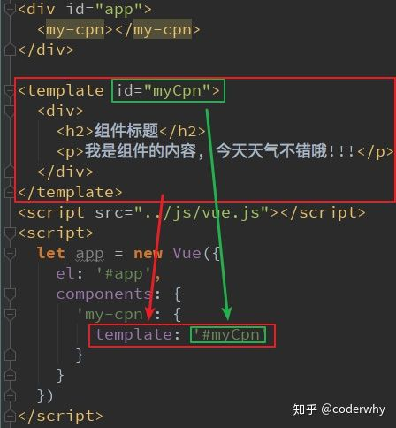 <div id="app">
<my-cpn></my-cpn>
</div>
<template id="myCpn">
<div>
<h2>组件标题</h2>
<p>我是组件的内容, 今天天气不错哦!!!</p>
</div>
</template>
<script src="../js/vue.js"></script>
<script>
let app = new Vue({
el: '#app',
components: {
'my-cpn': {
template: '#myCpn'
}
}
})
</script>
知乎 @coderwhy